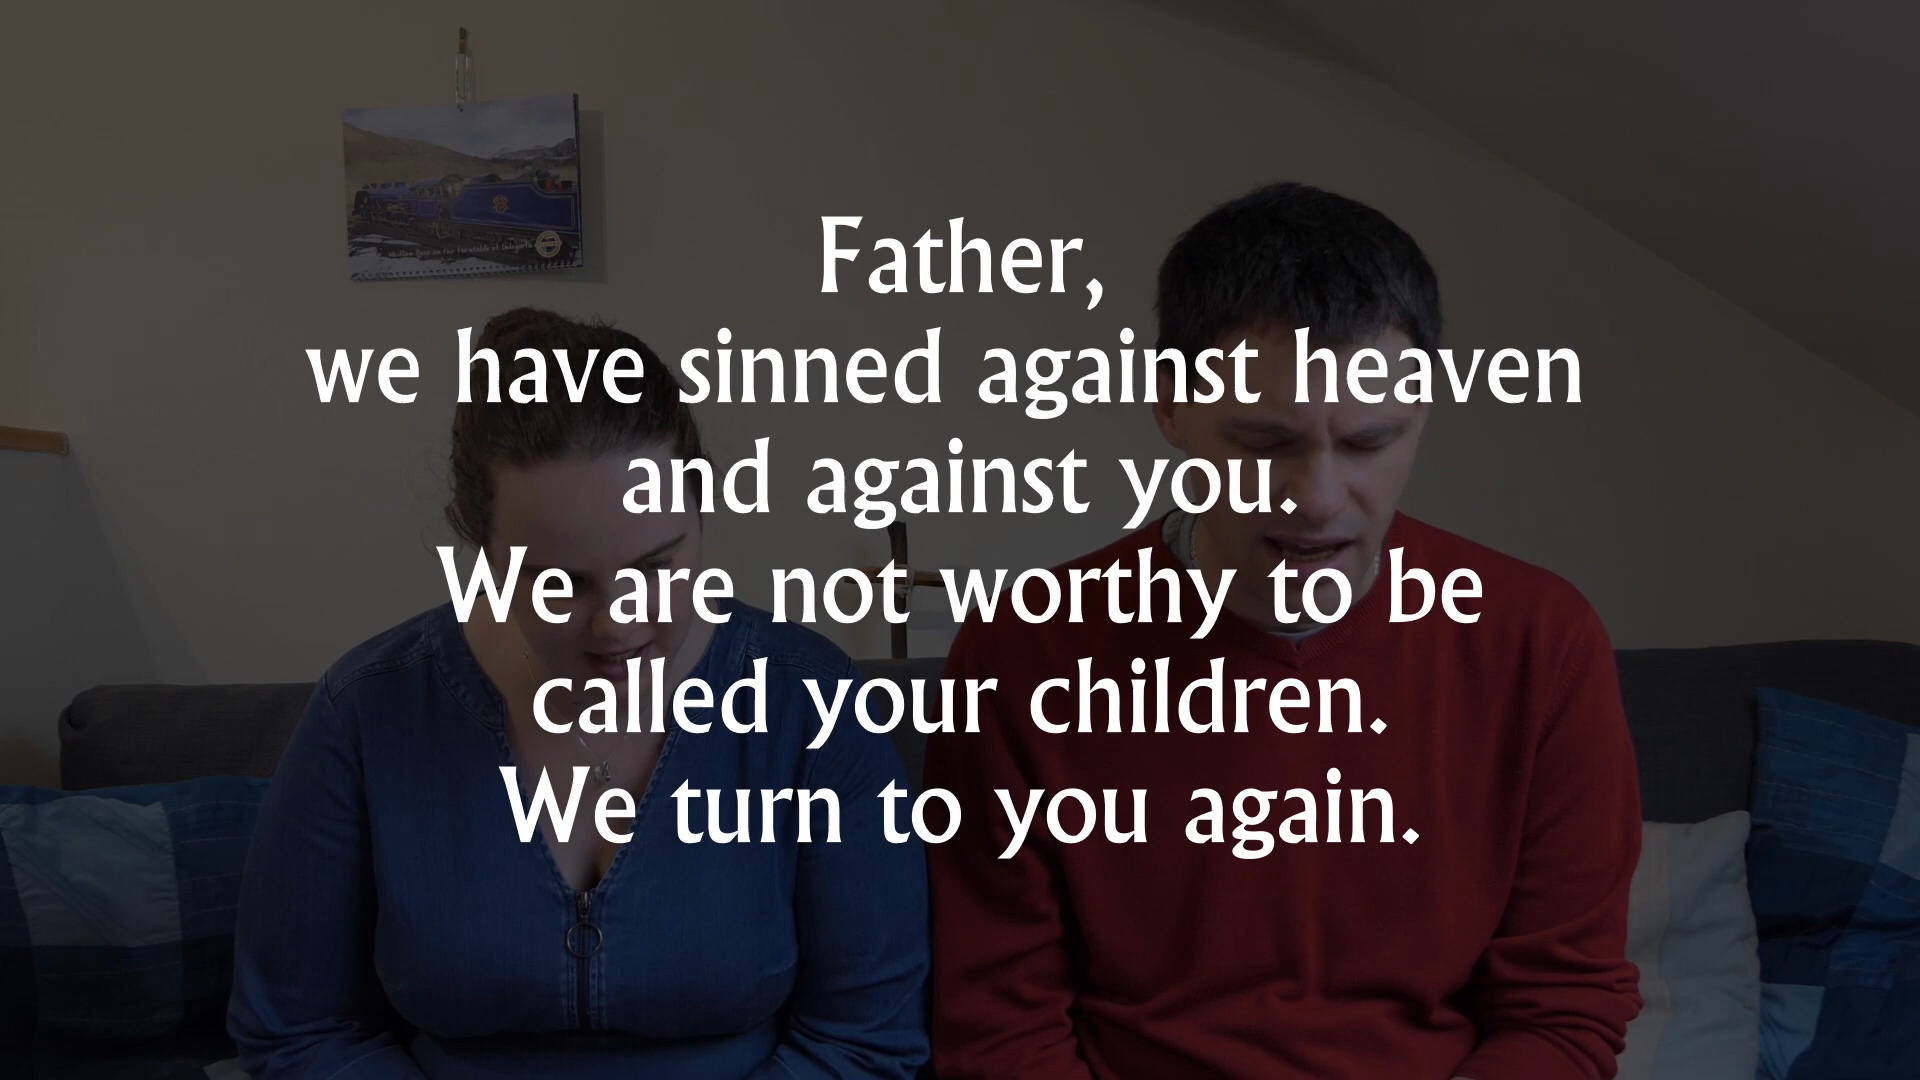 Father,
we have sinned against heaven
and against you.
We are not worthy to be
called your children.
We turn to you again.